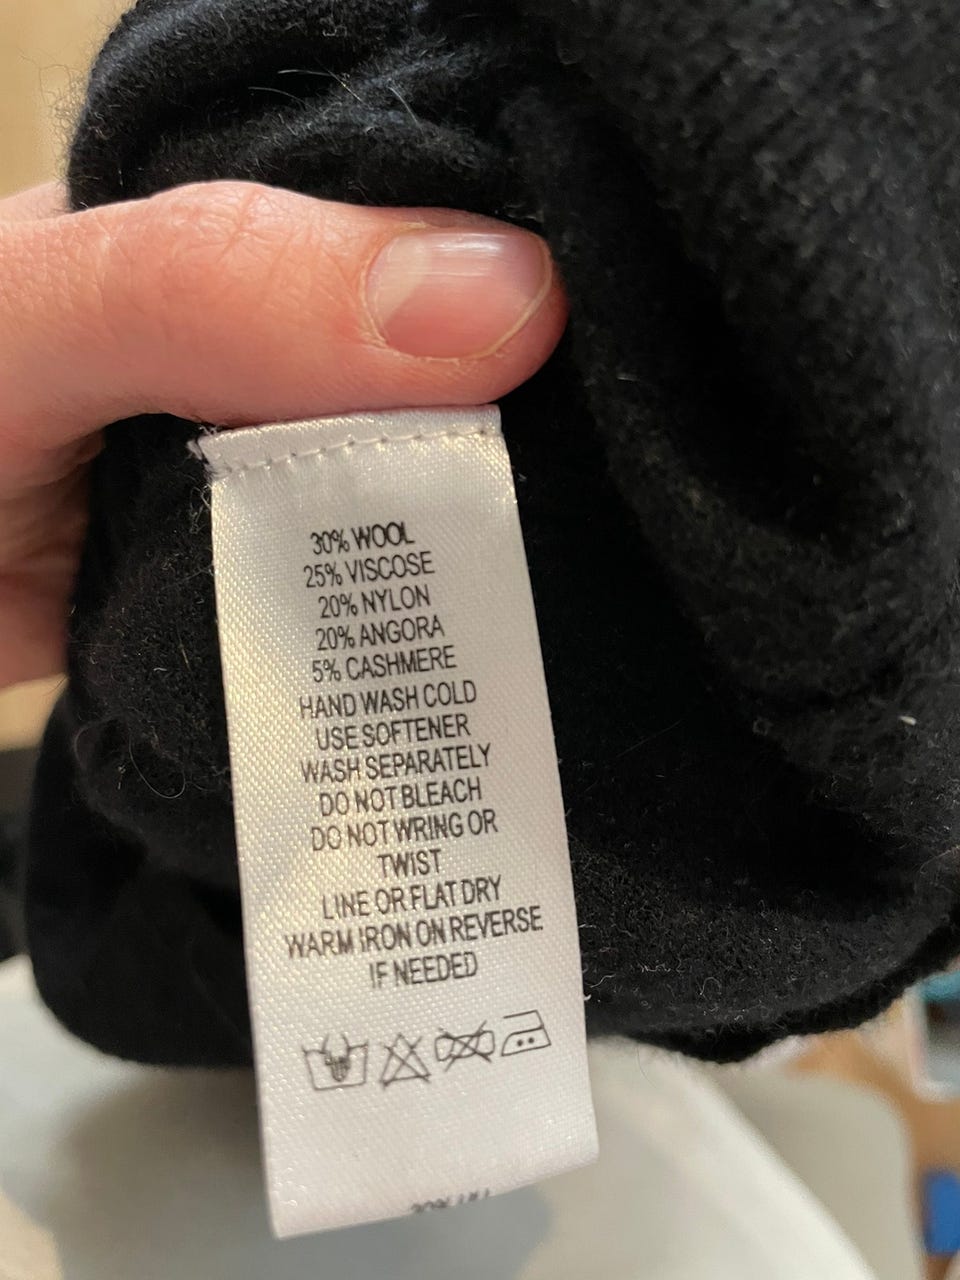 30% WOOL
25% VISCOSE
20% NYLON
20% ANGORA
5% CASHMERE
HAND WASH COLD
USE SOFTENER
WASH SEPARATELY
DO NOT BLEACH
DO NOT WRING OR
TWIST
LINE OR FLAT DRY
WARM IRON ON REVERSE
IF NEEDED